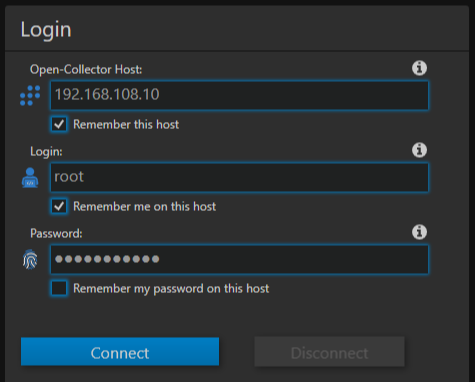 Login
Open-Collector Host:
192.168.108.10
Remember this host
Login:
root
Remember me on this host
Password:
●●●●●●●●●●●
Remember my password on this host
Connect
Disconnect